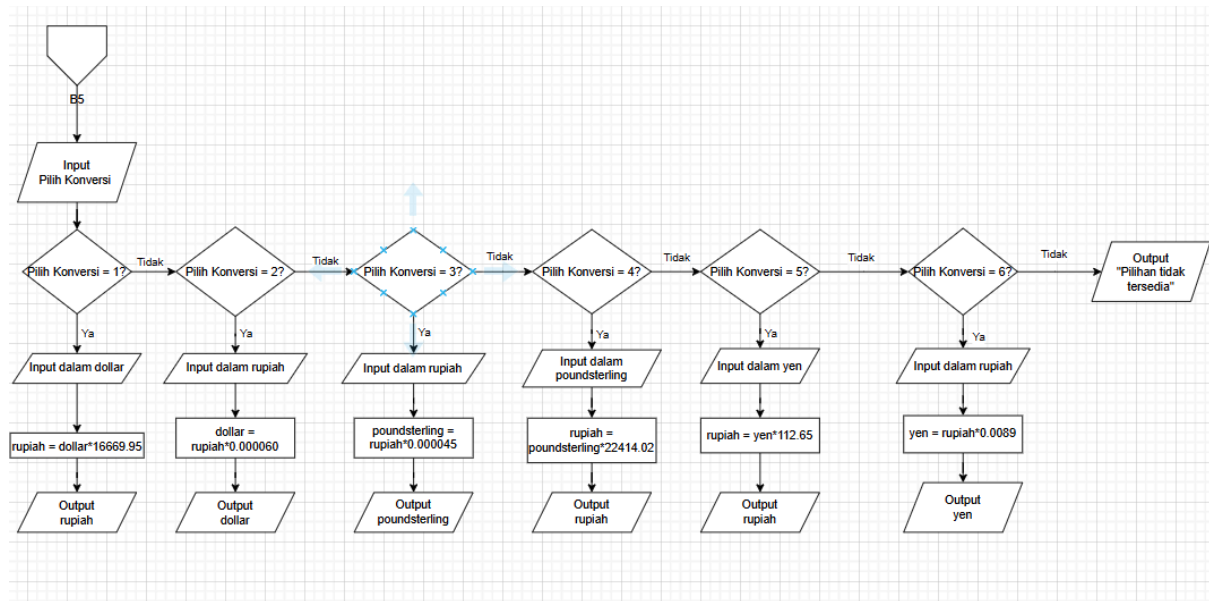 B5
Input
Pilih Konversi
Pilih Konversi = 1?
Tidak
Pilih Konversi = 2?
Tidak
Pilih Konversi = 3?
Tidak
Pilih Konversi = 4?
Tidak
Pilih Konversi = 5?
Tidak
Pilih Konversi = 6?
Tidak
Output
"Pilihan tidak
tersedia"
Ya
Ya
Ya
Ya
Ya
Ya
Input dalam dollar
Input dalam rupiah
Input dalam rupiah
Input dalam
poundsterling
Input dalam yen
Input dalam rupiah
rupiah = dollar*16669.95
dollar =
rupiah*0.000060
poundsterling =
rupiah*0.000045
rupiah =
poundsterling*22414.02
rupiah = yen*112.65
yen = rupiah*0.0089
Output
rupiah
Output
dollar
Output
poundsterling
Output
rupiah
Output
rupiah
Output
yen